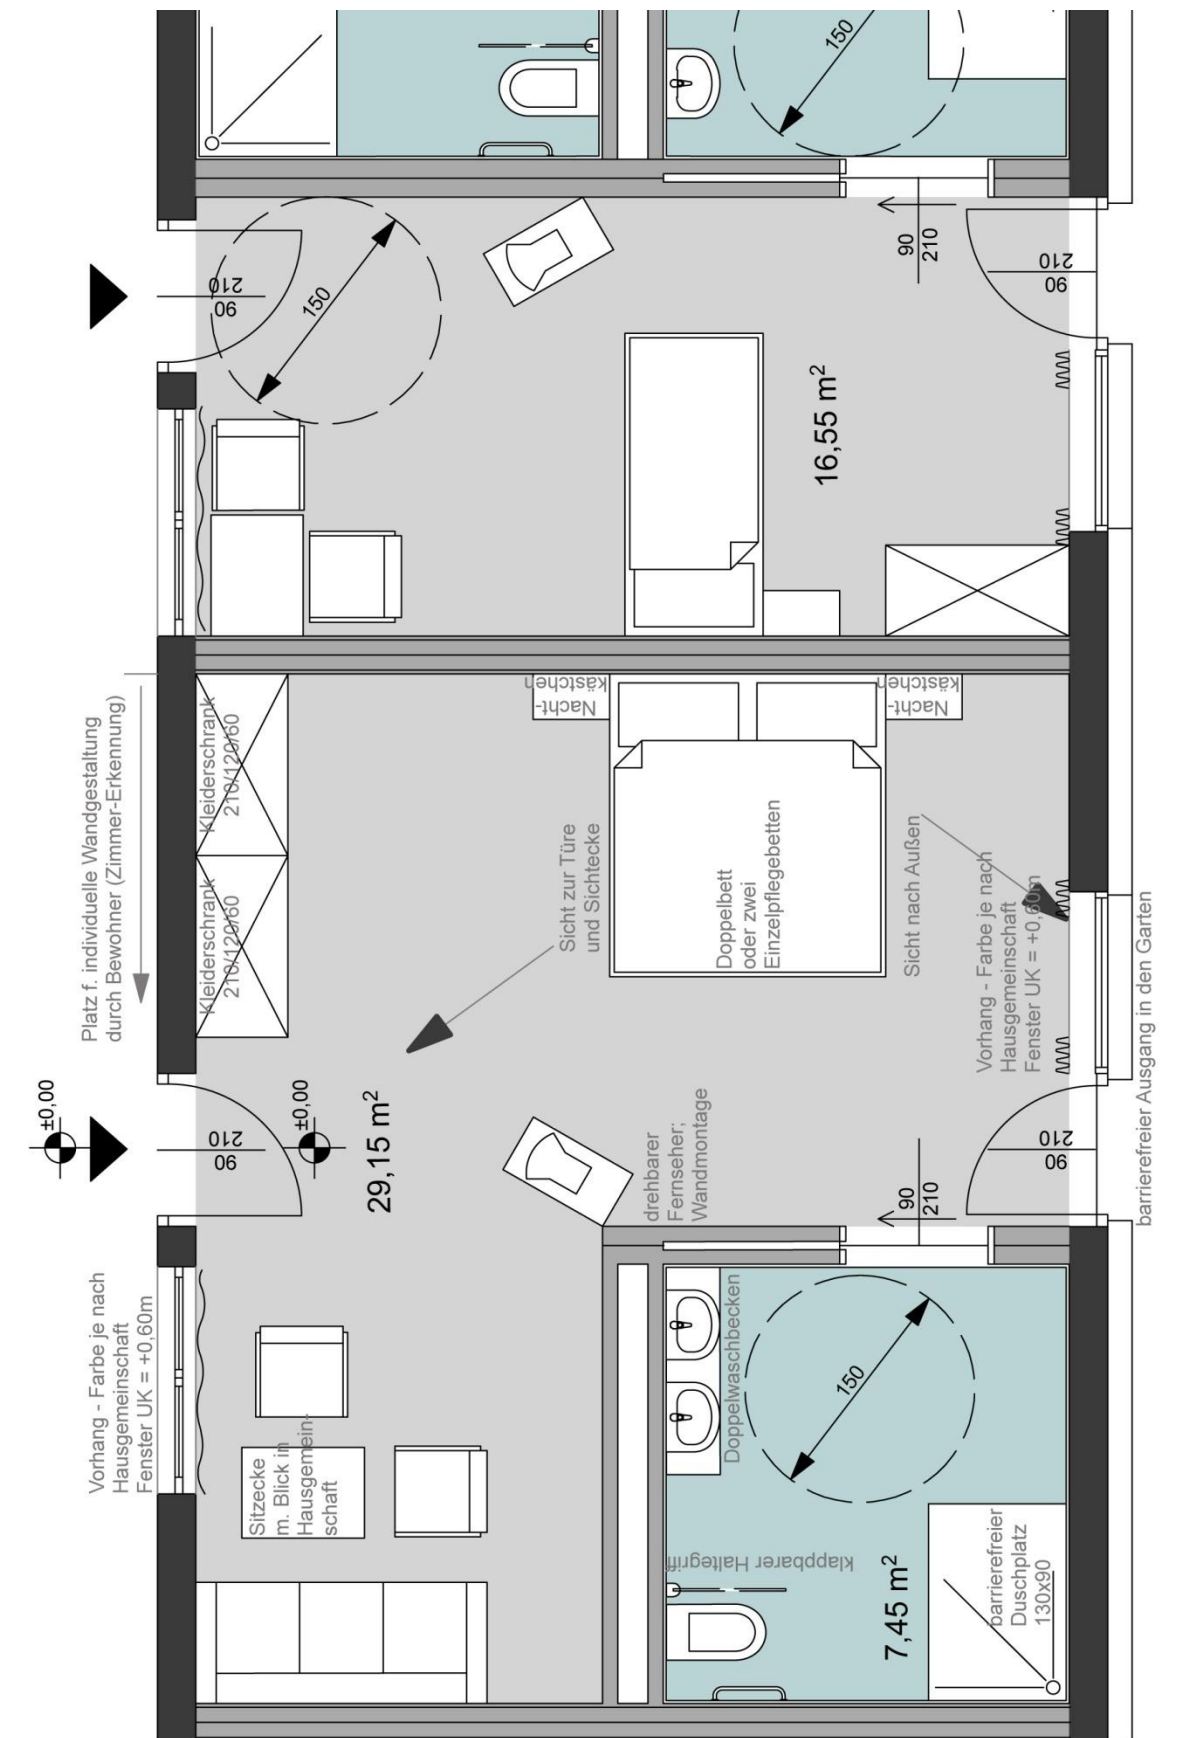 150
150
90
210
90
210
90
210
150
16,55 m²
Platz f. individuelle Wandgestaltung
durch Bewohner (Zimmer-Erkennung)
Kleiderschrank
210/120/60
Kleiderschrank
210/120/60
Nacht-
kästchen
Nacht-
kästchen
Doppelbett
oder zwei
Einzelpflegebetten
Sicht zur Türe
und Sichtecke
Sicht nach Außen
Vorhang - Farbe je nach
Hausgemeinschaft
Fenster UK = +0,60m
barrierefreier Ausgang in den Garten
±0,00
±0,00
90
210
29,15 m²
drehbarer
Fernseher;
Wandmontage
90
210
90
210
Vorhang - Farbe je nach
Hausgemeinschaft
Fenster UK = +0,60m
Sitzecke
m. Blick in
Hausgemein-
schaft
Doppelwaschbecken
150
klappbarer Haltegriff
7,45 m²
barrierefreier
Duschplatz
130x90